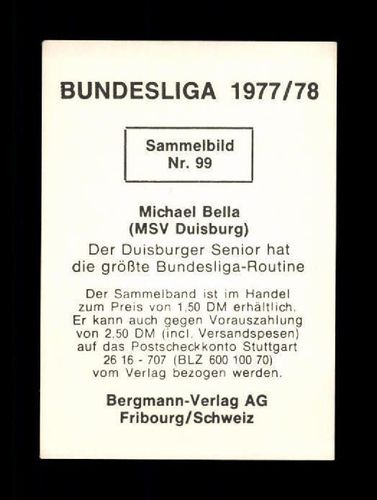 BUNDESLIGA 1977/78
Sammelbild
Nr. 99
Michael Bella
(MSV Duisburg)
Der Duisburger Senior hat
die größte Bundesliga-Routine
Der Sammelband ist im Handel
zum Preis von 1,50 DM erhältlich.
Er kann auch gegen Vorauszahlung
von 2,50 DM (incl. Versandspesen)
auf das Postscheckkonto Stuttgart
26 16 - 707 (BLZ 600 100 70)
vom Verlag bezogen werden.
Bergmann-Verlag AG
Fribourg/Schweiz